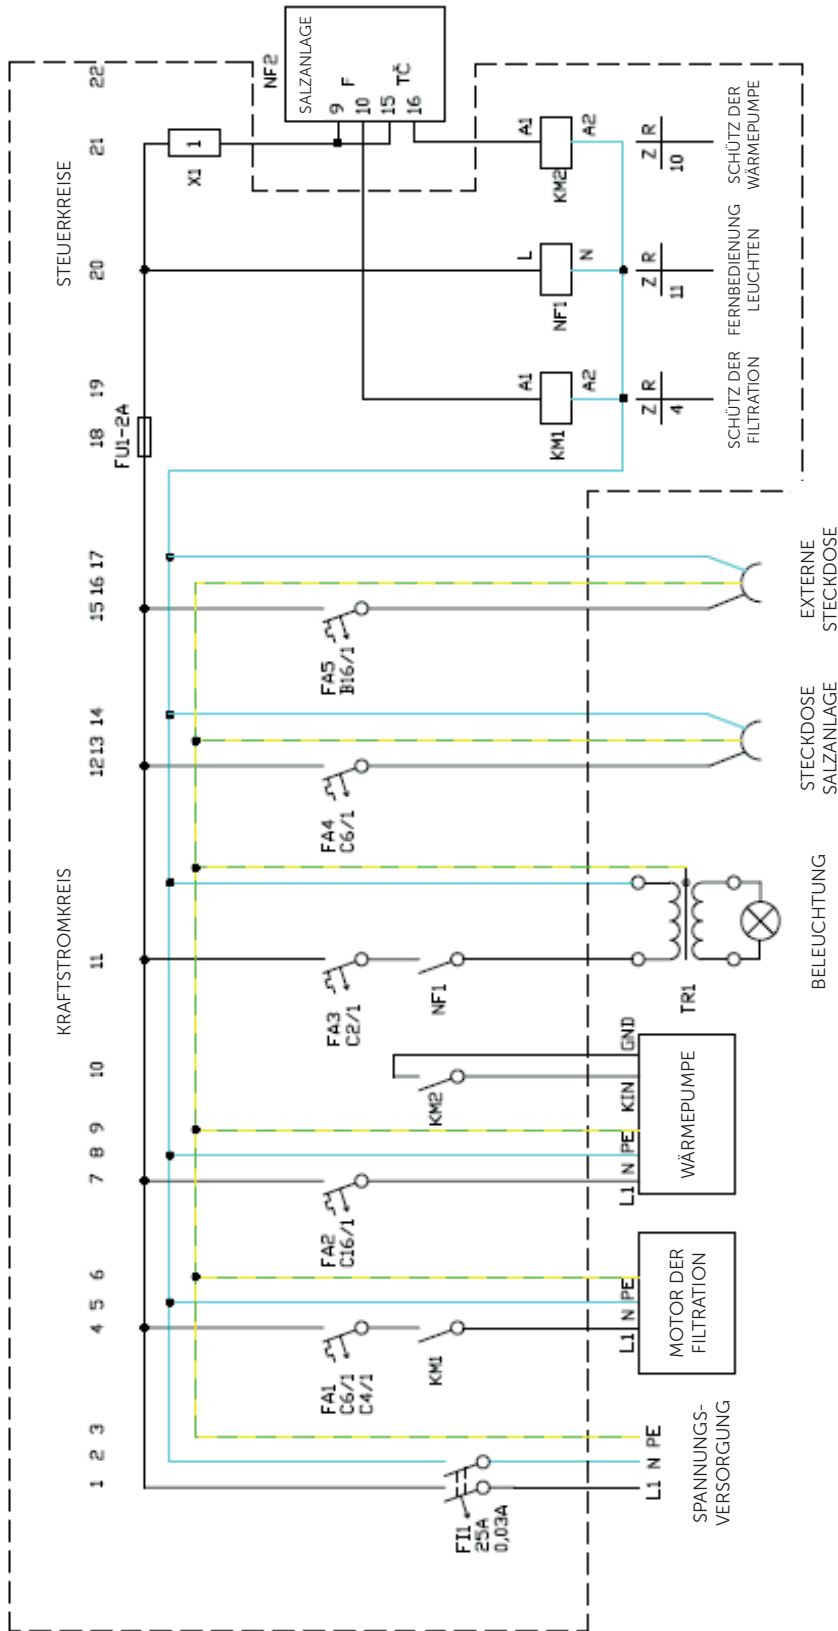 KRAFTSTROMKREIS
STEUERKREISE
1 2 3
4 5 6
7 8 9
10
11
12 13 14
15 16 17
18 19
20
21 22
FU1-2A
X1
1
NF2
SALZANLAGE
9 F
10
15 TČ
16
FI1
25A
0,03A
FA1
C6/1
C4/1
KM1
FA2
C16/1
KM2
FA3
C2/1
NF1
FA4
C6/1
FA5
B16/1
KM1
A1
A2
NF1
L
N
KM2
A1
A2
Z R
4
Z R
11
Z R
10
L1 N PE
L1 N PE
L1 N PE
KIN
GND
TR1
SPANNUNGS-
VERSORGUNG
MOTOR DER
FILTRATION
WÄRMEPUMPE
BELEUCHTUNG
STECKDOSE
SALZANLAGE
EXTERNE
STECKDOSE
SCHÜTZ DER
FILTRATION
FERNBEDIENUNG
LEUCHTEN
SCHÜTZ DER
WÄRMEPUMPE